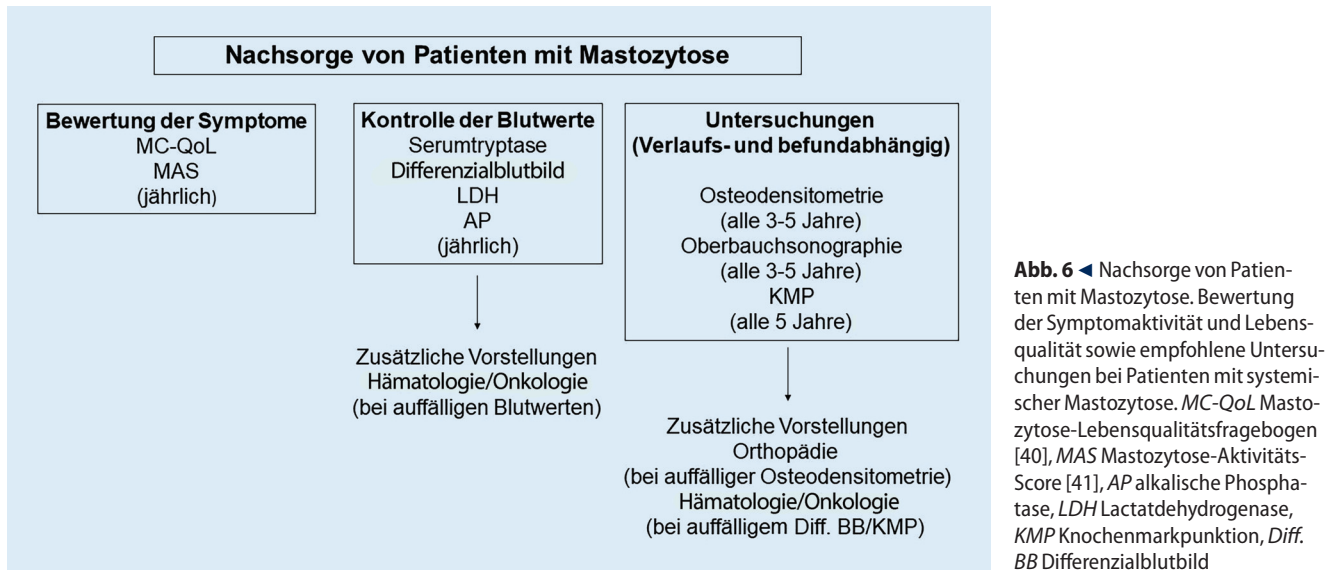 Nachsorge von Patienten mit Mastozytose
Bewertung der Symptome
MC-QoL
MAS
(jährlich)
Kontrolle der Blutwerte
Serumtryptase
Differenzialblutbild
LDH
AP
(jährlich)
Zusätzliche Vorstellungen
Hämatologie/Onkologie
(bei auffälligen Blutwerten)
Untersuchungen
(Verlaufs- und befundabhängig)
Osteodensitometrie
(alle 3-5 Jahre)
Oberbauchsonographie
(alle 3-5 Jahre)
KMP
(alle 5 Jahre)
Zusätzliche Vorstellungen
Orthopädie
(bei auffälliger Osteodensitometrie)
Hämatologie/Onkologie
(bei auffälligem Diff. BB/KMP)
Abb. 6 ◄ Nachsorge von Patien-
ten mit Mastozytose. Bewertung
der Symptomaktivität und Lebens-
qualität sowie empfohlene Untersu-
chungen bei Patienten mit systemi-
scher Mastozytose. MC-QoL Masto-
zytose-Lebensqualitätsfragebogen
[40], MAS Mastozytose-Aktivitäts-
Score [41], AP alkalische Phospha-
tase, LDH Lactatdehydrogenase,
KMP Knochenmarkpunktion, Diff.
BB Differenzialblutbild